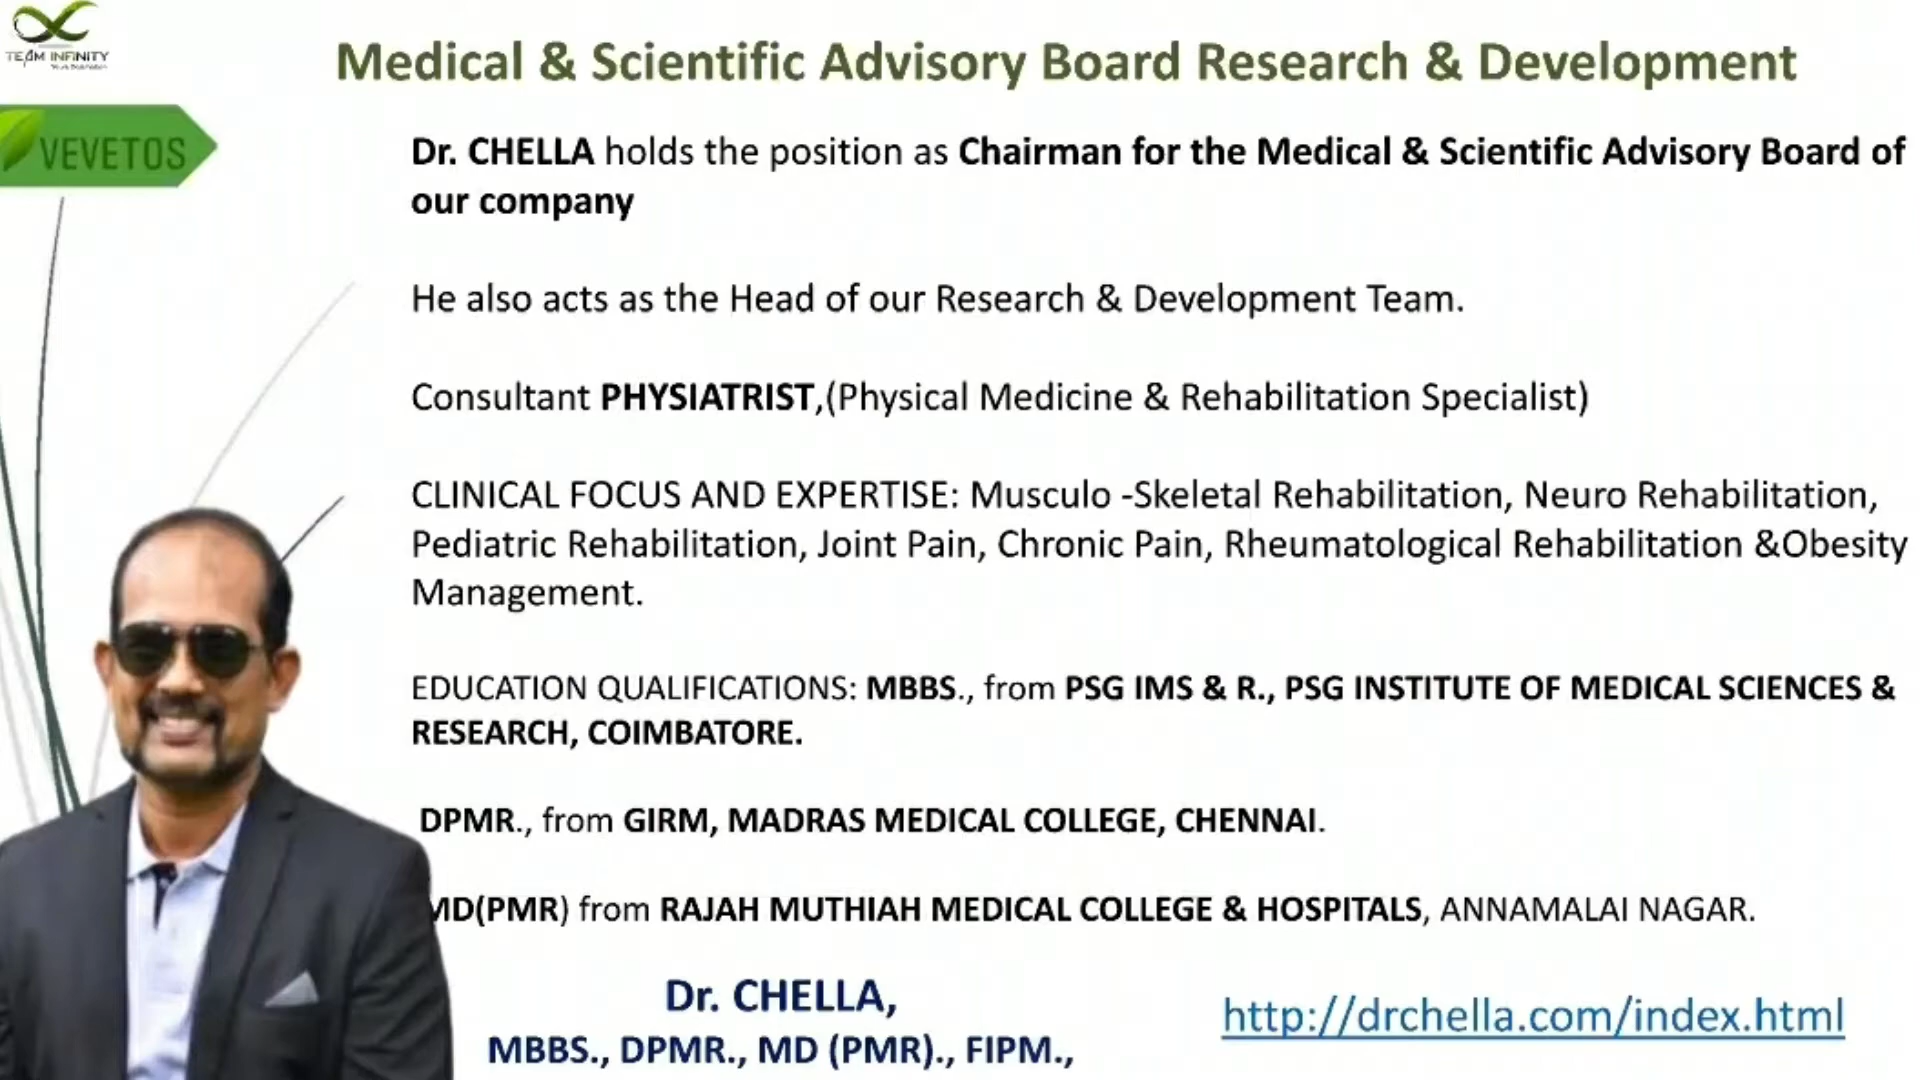 TEAM INFINITY
VEVETOS
Medical & Scientific Advisory Board Research & Development
Dr. CHELLA holds the position as Chairman for the Medical & Scientific Advisory Board of
our company
He also acts as the Head of our Research & Development Team.
Consultant PHYSIATRIST,(Physical Medicine & Rehabilitation Specialist)
CLINICAL FOCUS AND EXPERTISE: Musculo -Skeletal Rehabilitation, Neuro Rehabilitation,
Pediatric Rehabilitation, Joint Pain, Chronic Pain, Rheumatological Rehabilitation &Obesity
Management.
EDUCATION QUALIFICATIONS: MBBS., from PSG IMS & R., PSG INSTITUTE OF MEDICAL SCIENCES &
RESEARCH, COIMBATORE.
DPMR., from GIRM, MADRAS MEDICAL COLLEGE, CHENNAI.
MD(PMR) from RAJAH MUTHIAH MEDICAL COLLEGE & HOSPITALS, ANNAMALAI NAGAR.
Dr. CHELLA,
MBBS., DPMR., MD (PMR)., FIPM.,
http://drchella.com/index.html